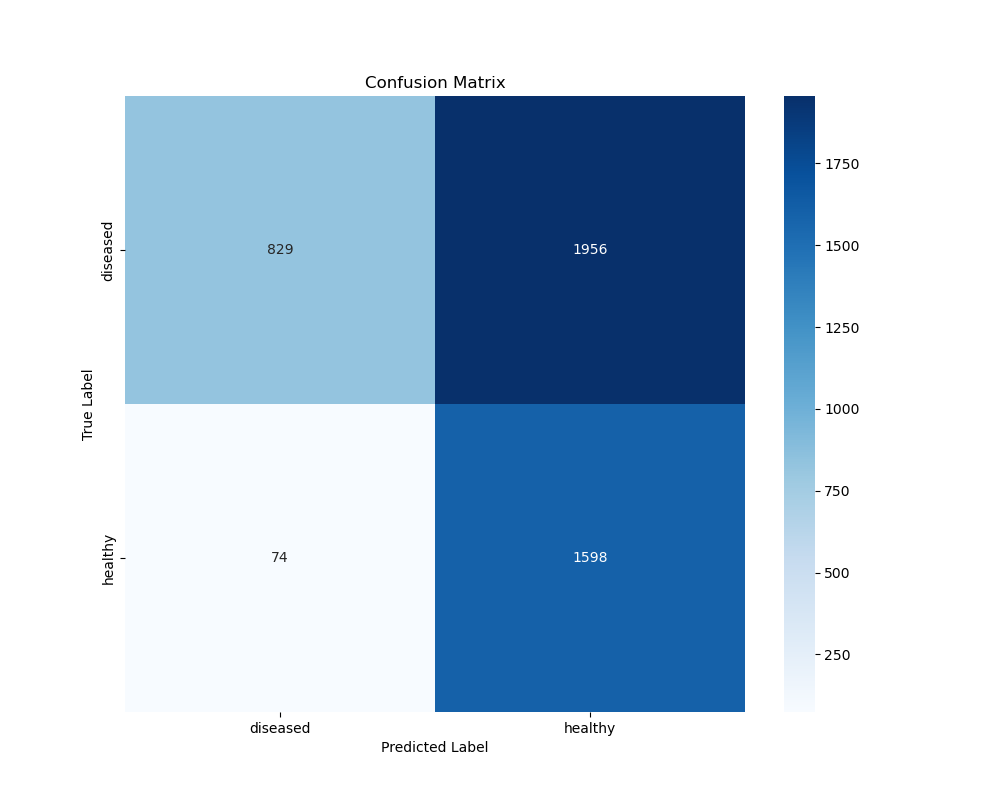 Confusion Matrix
diseased
829
1956
True Label
healthy
74
1598
diseased
healthy
Predicted Label
1750
1500
1250
1000
750
500
250